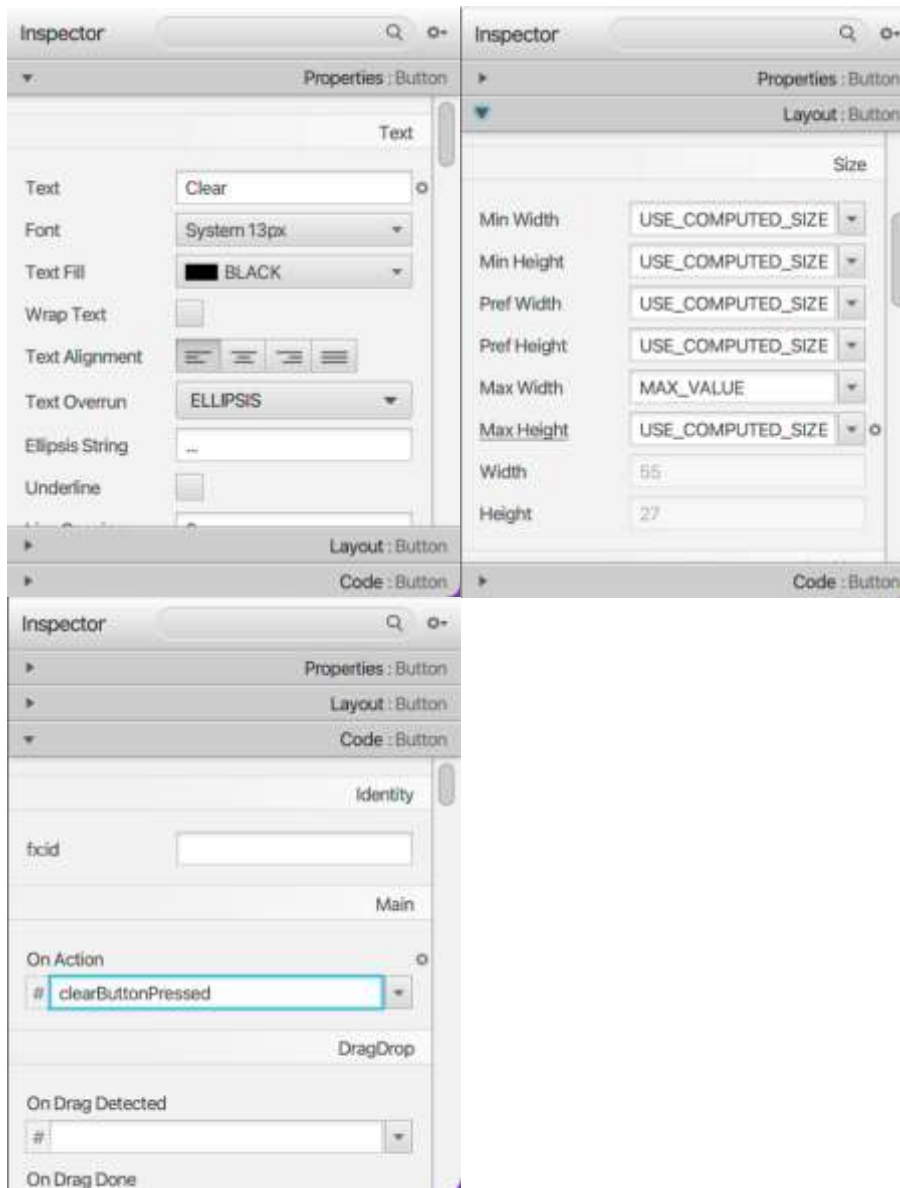 Inspector
Properties : Button
Text
Text Clear
Font System 13px
Text Fill BLACK
Wrap Text
Text Alignment
Text Overrun ELLIPSIS
Ellipsis String ...
Underline
Layout : Button
Code : Button
Inspector
Properties : Button
Layout : Button
Size
Min Width USE_COMPUTED_SIZE
Min Height USE_COMPUTED_SIZE
Pref Width USE_COMPUTED_SIZE
Pref Height USE_COMPUTED_SIZE
Max Width MAX_VALUE
Max Height USE_COMPUTED_SIZE
Width 55
Height 27
Code : Button
Inspector
Properties : Button
Layout : Button
Code : Button
Identity
fx:id
Main
On Action
# clearButtonPressed
DragDrop
On Drag Detected
#
On Drag Done